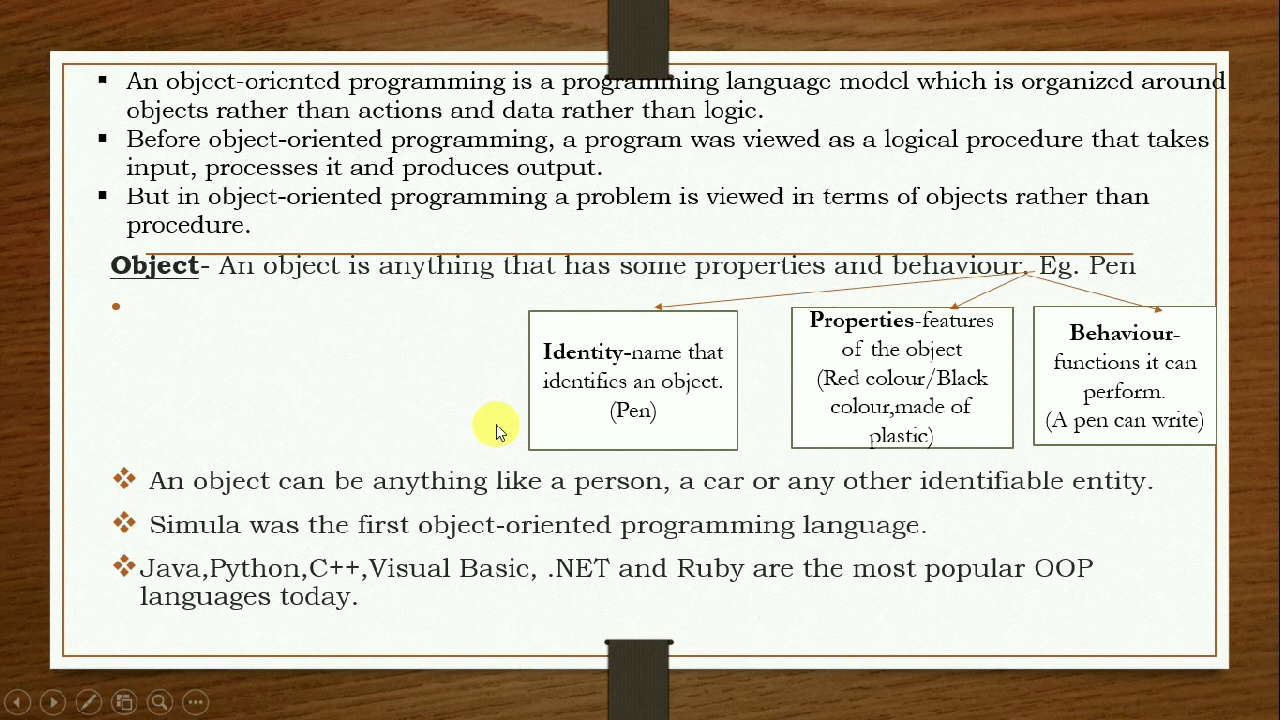 ▪ An object-oriented programming is a programming language model which is organized around
objects rather than actions and data rather than logic.
▪ Before object-oriented programming, a program was viewed as a logical procedure that takes
input, processes it and produces output.
▪ But in object-oriented programming a problem is viewed in terms of objects rather than
procedure.
Object- An object is anything that has some properties and behaviour. Eg. Pen
•
Identity-name that
identifies an object.
(Pen)
Properties-features
of the object
(Red colour/Black
colour,made of
plastic)
Behaviour-
functions it can
perform.
(A pen can write)
❖ An object can be anything like a person, a car or any other identifiable entity.
❖ Simula was the first object-oriented programming language.
❖ Java,Python,C++,Visual Basic, .NET and Ruby are the most popular OOP
languages today.